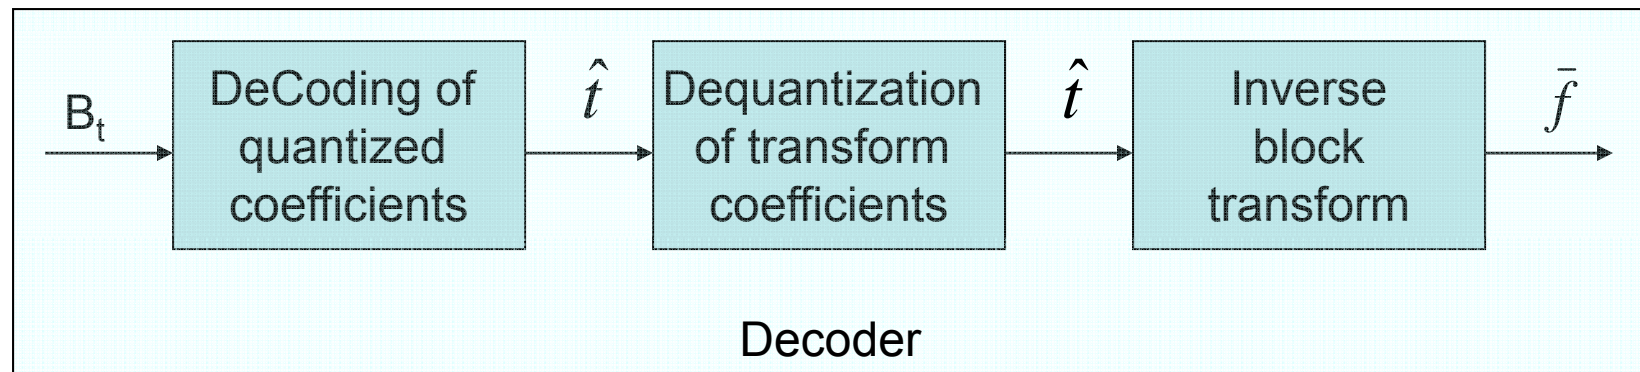 B_t
DeCoding of
quantized
coefficients
t̂
Dequantization
of transform
coefficients
t̂
Inverse
block
transform
f̄
Decoder